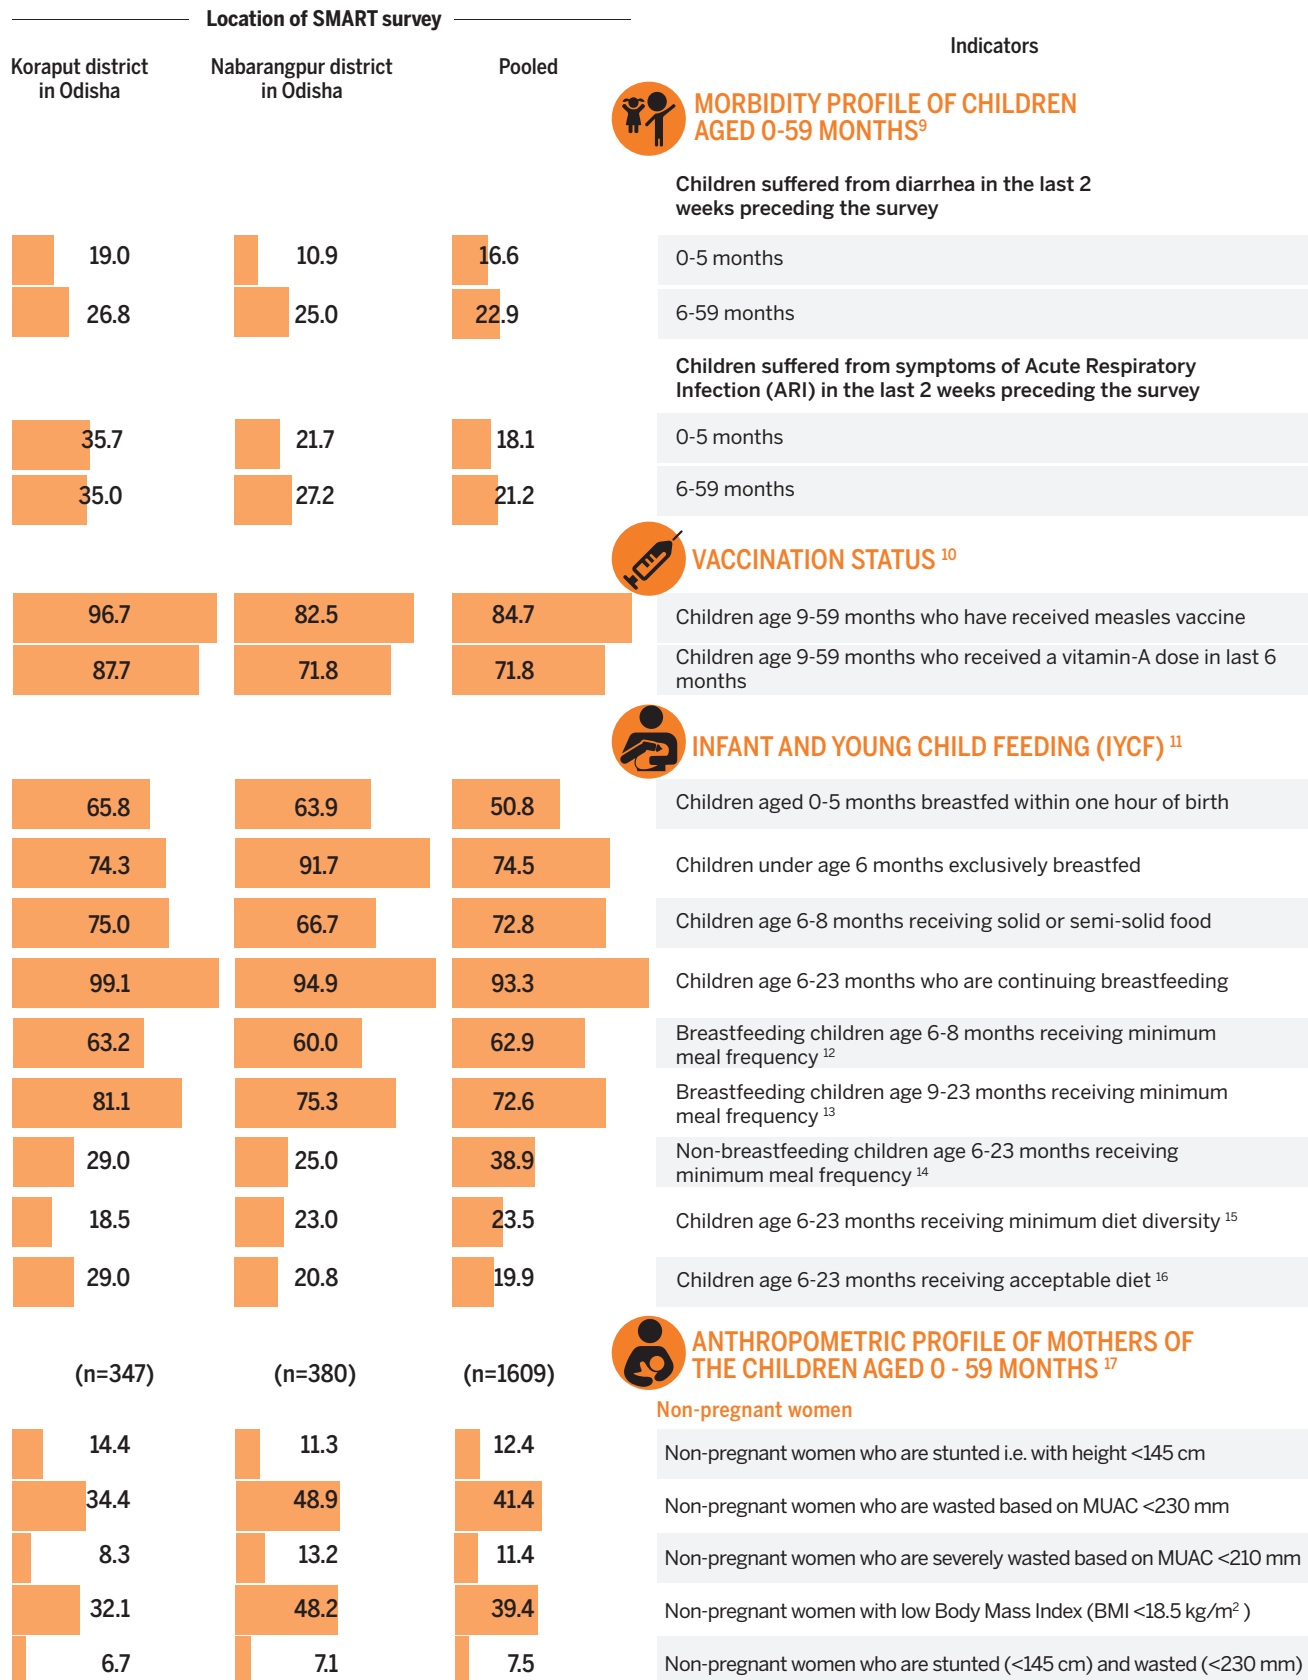 Location of SMART survey
Indicators
Koraput district Nabarangpur district Pooled
in Odisha in Odisha
MORBIDITY PROFILE OF CHILDREN
AGED 0-59 MONTHS9
Children suffered from diarrhea in the last 2
weeks preceding the survey
19.0 10.9 16.6 0-5 months
26.8 25.0 22.9 6-59 months
Children suffered from symptoms of Acute Respiratory
Infection (ARI) in the last 2 weeks preceding the survey
35.7 21.7 18.1 0-5 months
35.0 27.2 21.2 6-59 months
VACCINATION STATUS 10
96.7 82.5 84.7 Children age 9-59 months who have received measles vaccine
87.7 71.8 71.8 Children age 9-59 months who received a vitamin-A dose in last 6
months
INFANT AND YOUNG CHILD FEEDING (IYCF) 11
65.8 63.9 50.8 Children aged 0-5 months breastfed within one hour of birth
74.3 91.7 74.5 Children under age 6 months exclusively breastfed
75.0 66.7 72.8 Children age 6-8 months receiving solid or semi-solid food
99.1 94.9 93.3 Children age 6-23 months who are continuing breastfeeding
63.2 60.0 62.9 Breastfeeding children age 6-8 months receiving minimum
meal frequency 12
81.1 75.3 72.6 Breastfeeding children age 9-23 months receiving minimum
meal frequency 13
29.0 25.0 38.9 Non-breastfeeding children age 6-23 months receiving
minimum meal frequency 14
18.5 23.0 23.5 Children age 6-23 months receiving minimum diet diversity 15
29.0 20.8 19.9 Children age 6-23 months receiving acceptable diet 16
ANTHROPOMETRIC PROFILE OF MOTHERS OF
THE CHILDREN AGED 0 - 59 MONTHS 17
(n=347) (n=380) (n=1609)
Non-pregnant women
14.4 11.3 12.4 Non-pregnant women who are stunted i.e. with height <145 cm
34.4 48.9 41.4 Non-pregnant women who are wasted based on MUAC <230 mm
8.3 13.2 11.4 Non-pregnant women who are severely wasted based on MUAC <210 mm
32.1 48.2 39.4 Non-pregnant women with low Body Mass Index (BMI <18.5 kg/m2 )
6.7 7.1 7.5 Non-pregnant women who are stunted (<145 cm) and wasted (<230 mm)